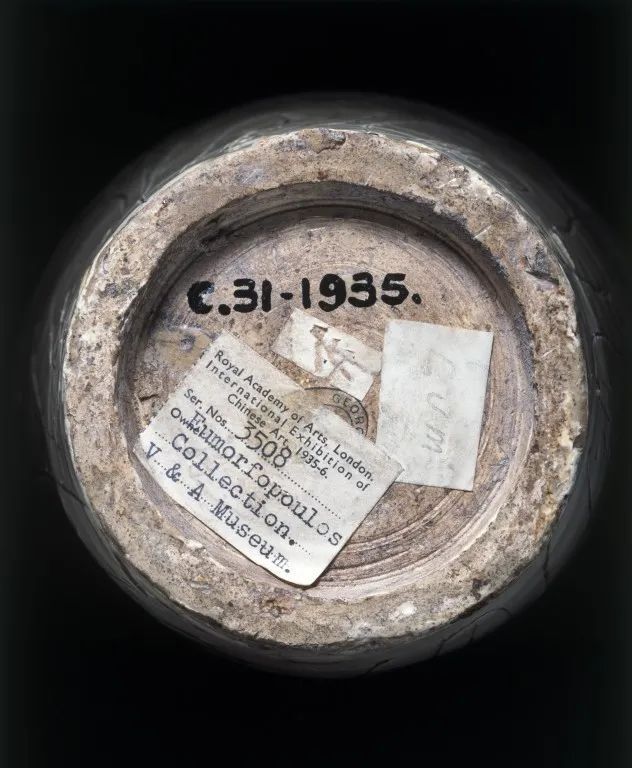 C.31-1935.
Royal Academy of Arts, London.
International Exhibition of
Chinese Art, 1935-6.
Ser. Nos. 3508
Owner Eumorfopoulos
Collection.
V & A Museum.
GEOR